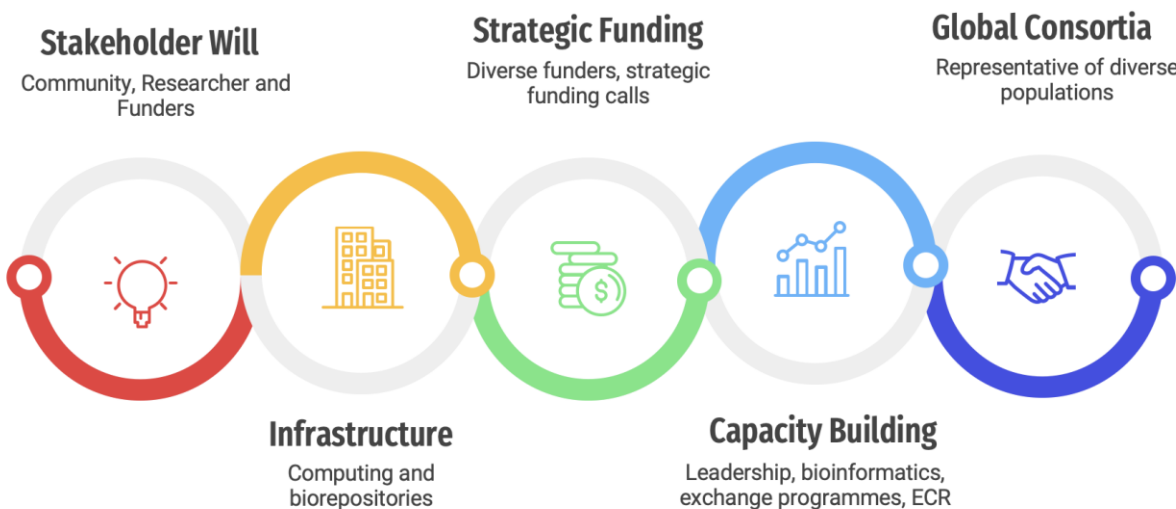 Stakeholder Will
Community, Researcher and
Funders
Infrastructure
Computing and
biorepositories
Strategic Funding
Diverse funders, strategic
funding calls
$
Capacity Building
Leadership, bioinformatics,
exchange programmes, ECR
Global Consortia
Representative of diverse
populations